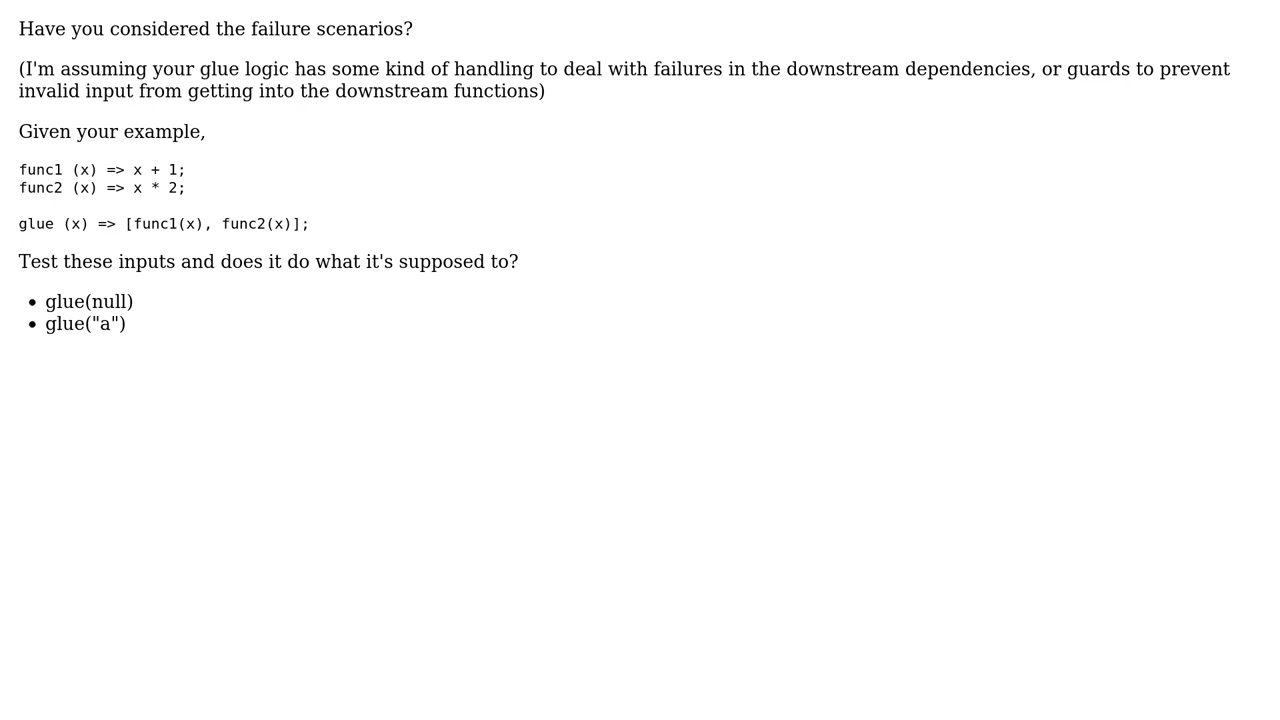 Have you considered the failure scenarios?
(I'm assuming your glue logic has some kind of handling to deal with failures in the downstream dependencies, or guards to prevent
invalid input from getting into the downstream functions)
Given your example,
func1 (x) => x + 1;
func2 (x) => x * 2;
glue (x) => [func1(x), func2(x)];
Test these inputs and does it do what it's supposed to?
• glue(null)
• glue("a")